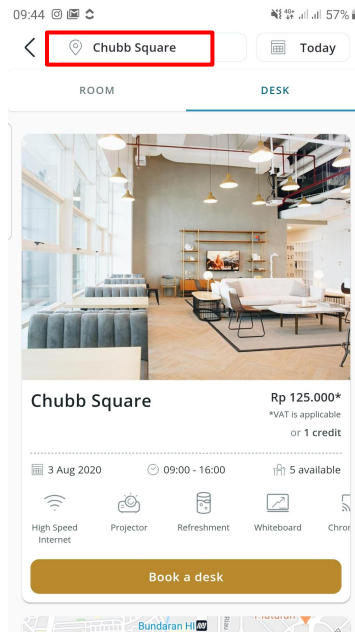 09:44 4G+ 57%
Chubb Square Today
ROOM DESK
Chubb Square Rp 125.000*
*VAT is applicable
or 1 credit
3 Aug 2020 09:00 - 16:00 5 available
High Speed Internet Projector Refreshment Whiteboard Chror
Book a desk
Bundaran HI